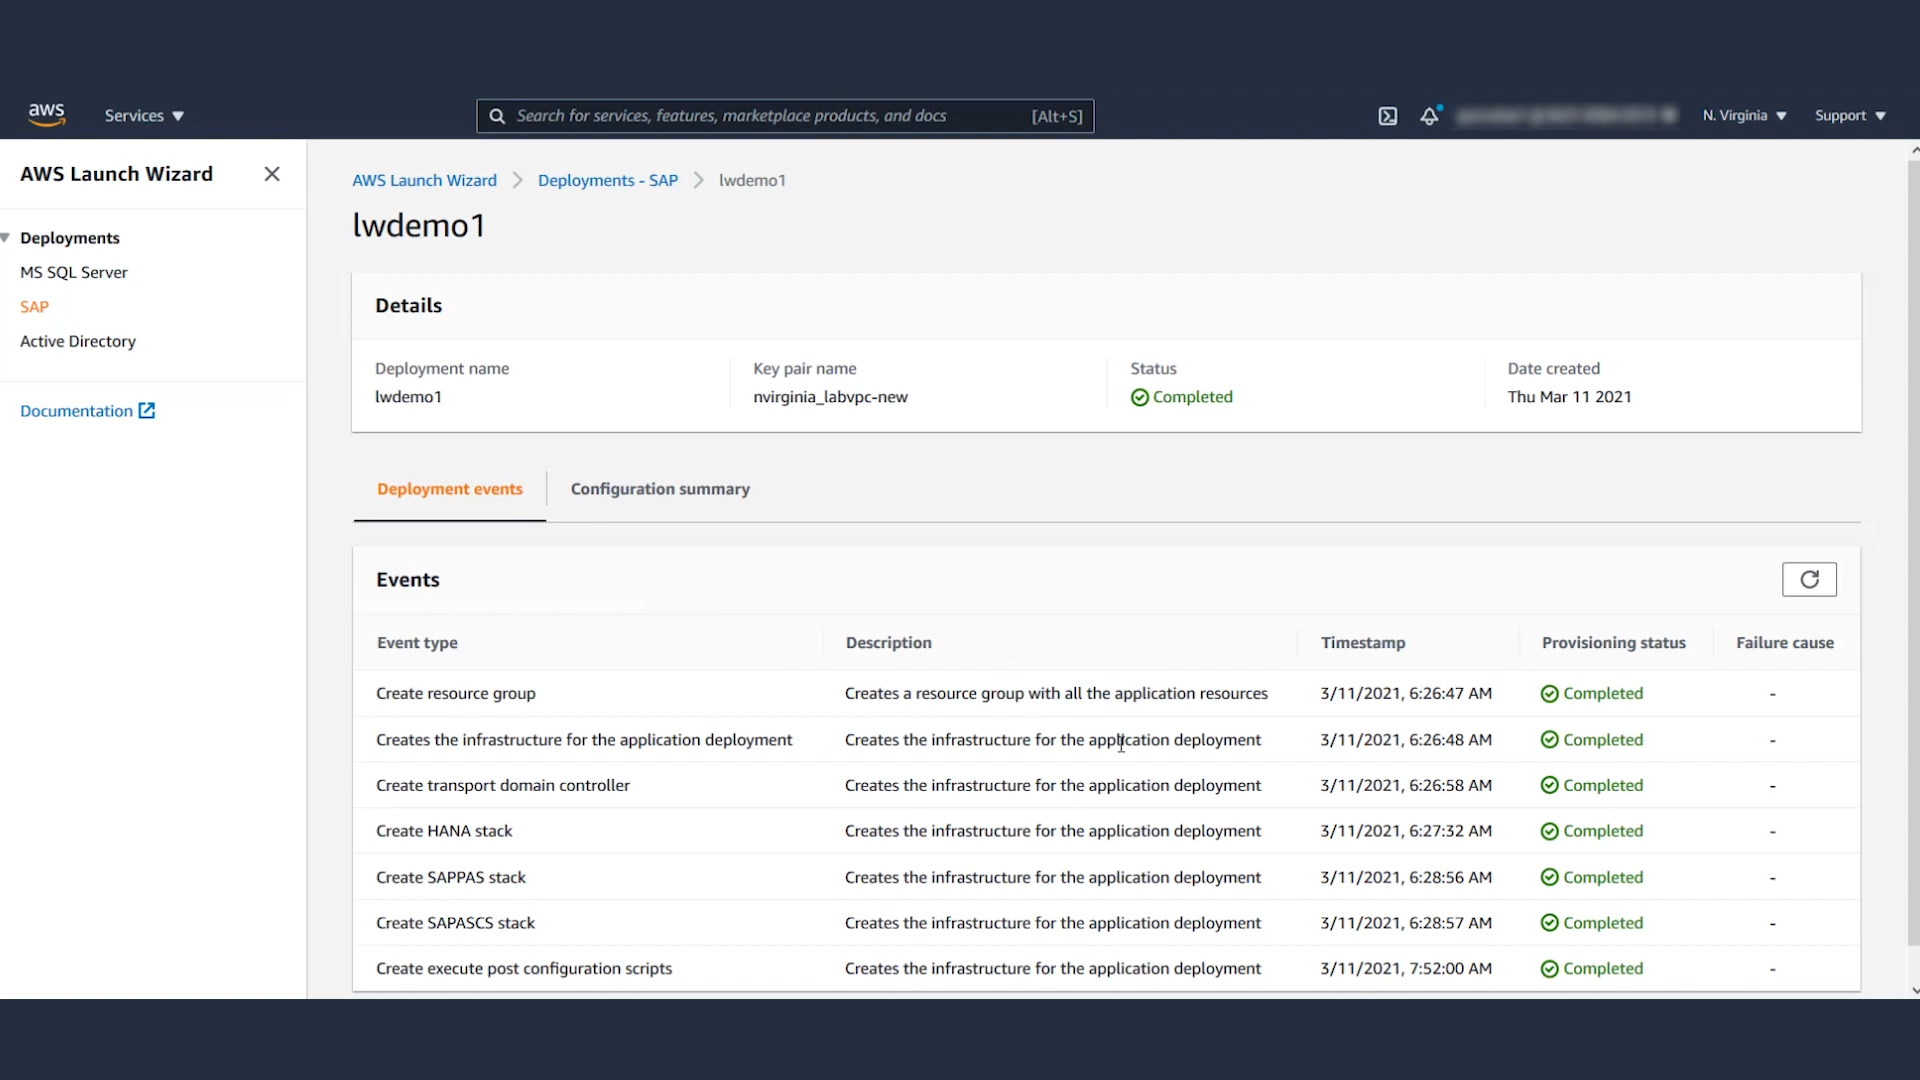 aws Services Search for services, features, marketplace products, and docs [Alt+S] N. Virginia Support
AWS Launch Wizard
Deployments
MS SQL Server
SAP
Active Directory
Documentation
AWS Launch Wizard Deployments - SAP lwdemo1
lwdemo1
Details
Deployment name Key pair name Status Date created
lwdemo1 nvirginia_labvpc-new Completed Thu Mar 11 2021
Deployment events Configuration summary
Events
Event type Description Timestamp Provisioning status Failure cause
Create resource group Creates a resource group with all the application resources 3/11/2021, 6:26:47 AM Completed -
Creates the infrastructure for the application deployment Creates the infrastructure for the application deployment 3/11/2021, 6:26:48 AM Completed -
Create transport domain controller Creates the infrastructure for the application deployment 3/11/2021, 6:26:58 AM Completed -
Create HANA stack Creates the infrastructure for the application deployment 3/11/2021, 6:27:32 AM Completed -
Create SAPPAS stack Creates the infrastructure for the application deployment 3/11/2021, 6:28:56 AM Completed -
Create SAPASCS stack Creates the infrastructure for the application deployment 3/11/2021, 6:28:57 AM Completed -
Create execute post configuration scripts Creates the infrastructure for the application deployment 3/11/2021, 7:52:00 AM Completed -